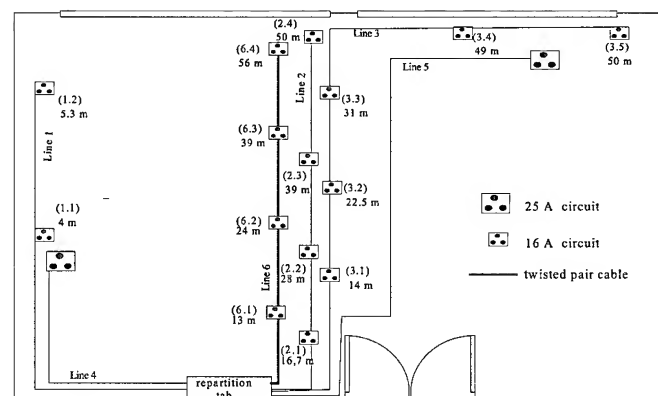 (2.4)
50 m
Line 3
(3.4)
49 m
(3.5)
50 m
(6.4)
56 m
Line 5
Line 2
(1.2)
5.3 m
(3.3)
31 m
Line 1
(6.3)
39 m
(2.3)
39 m
(3.2)
22.5 m
25 A circuit
(1.1)
4 m
(6.2)
24 m
16 A circuit
twisted pair cable
Line 6
(2.2)
28 m
(3.1)
14 m
(6.1)
13 m
(2.1)
16,7 m
Line 4
repartition
tab